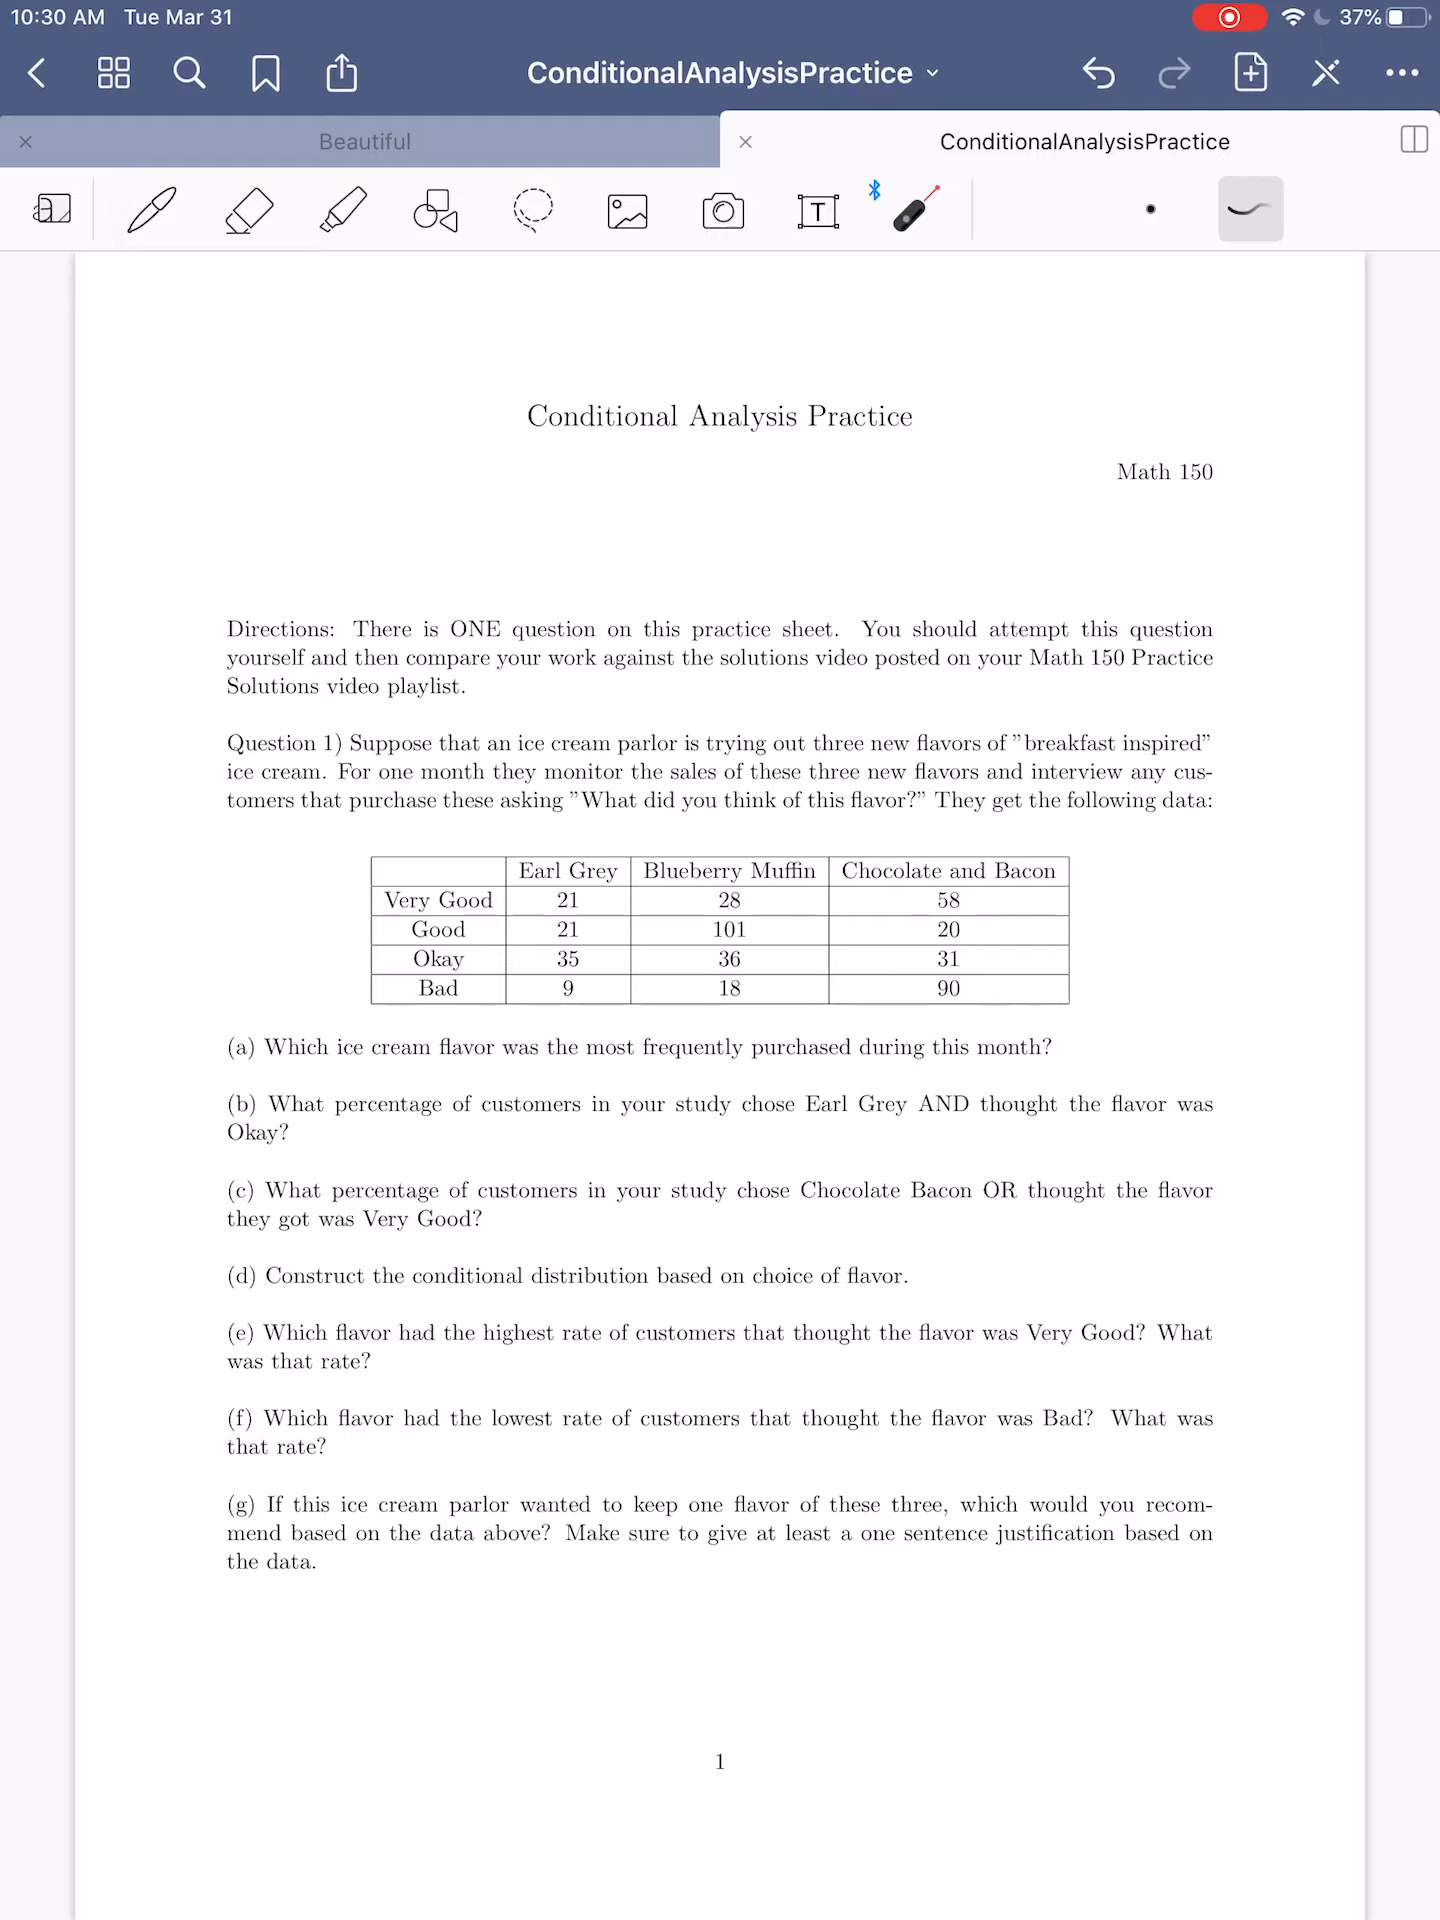 10:30 AM Tue Mar 31
37%
ConditionalAnalysisPractice
Beautiful
ConditionalAnalysisPractice
T
Conditional Analysis Practice
Math 150
Directions: There is ONE question on this practice sheet. You should attempt this question
yourself and then compare your work against the solutions video posted on your Math 150 Practice
Solutions video playlist.
Question 1) Suppose that an ice cream parlor is trying out three new flavors of ”breakfast inspired”
ice cream. For one month they monitor the sales of these three new flavors and interview any cus-
tomers that purchase these asking ”What did you think of this flavor?” They get the following data:
Earl Grey Blueberry Muffin Chocolate and Bacon
Very Good 21 28 58
Good 21 101 20
Okay 35 36 31
Bad 9 18 90
(a) Which ice cream flavor was the most frequently purchased during this month?
(b) What percentage of customers in your study chose Earl Grey AND thought the flavor was
Okay?
(c) What percentage of customers in your study chose Chocolate Bacon OR thought the flavor
they got was Very Good?
(d) Construct the conditional distribution based on choice of flavor.
(e) Which flavor had the highest rate of customers that thought the flavor was Very Good? What
was that rate?
(f) Which flavor had the lowest rate of customers that thought the flavor was Bad? What was
that rate?
(g) If this ice cream parlor wanted to keep one flavor of these three, which would you recom-
mend based on the data above? Make sure to give at least a one sentence justification based on
the data.
1